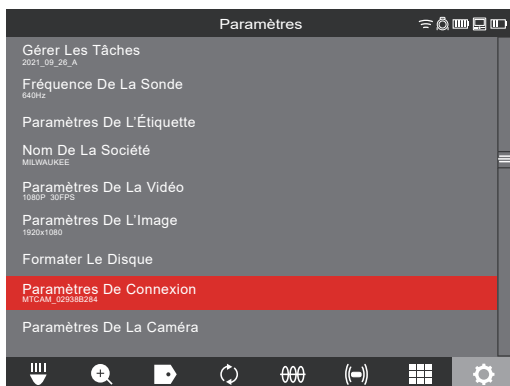 Paramètres
Gérer Les Tâches
2021_09_26_A
Fréquence De La Sonde
640Hz
Paramètres De L'Étiquette
Nom De La Société
MILWAUKEE
Paramètres De La Vidéo
1080P 30FPS
Paramètres De L'Image
1920x1080
Formater Le Disque
Paramètres De Connexion
MTCAM_02938B284
Paramètres De La Caméra